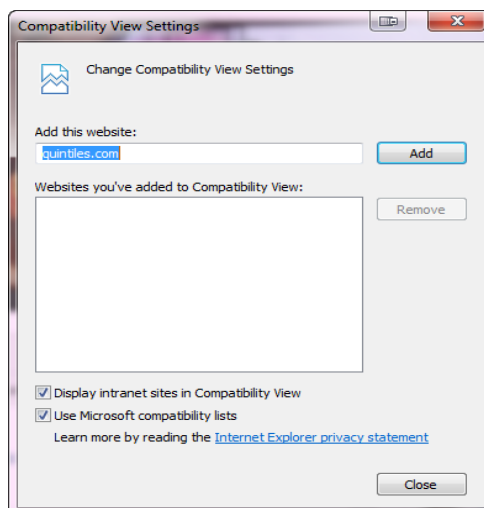 Compatibility View Settings
Change Compatibility View Settings
Add this website:
quintiles.com
Add
Websites you've added to Compatibility View:
Remove
Display intranet sites in Compatibility View
Use Microsoft compatibility lists
Learn more by reading the Internet Explorer privacy statement
Close